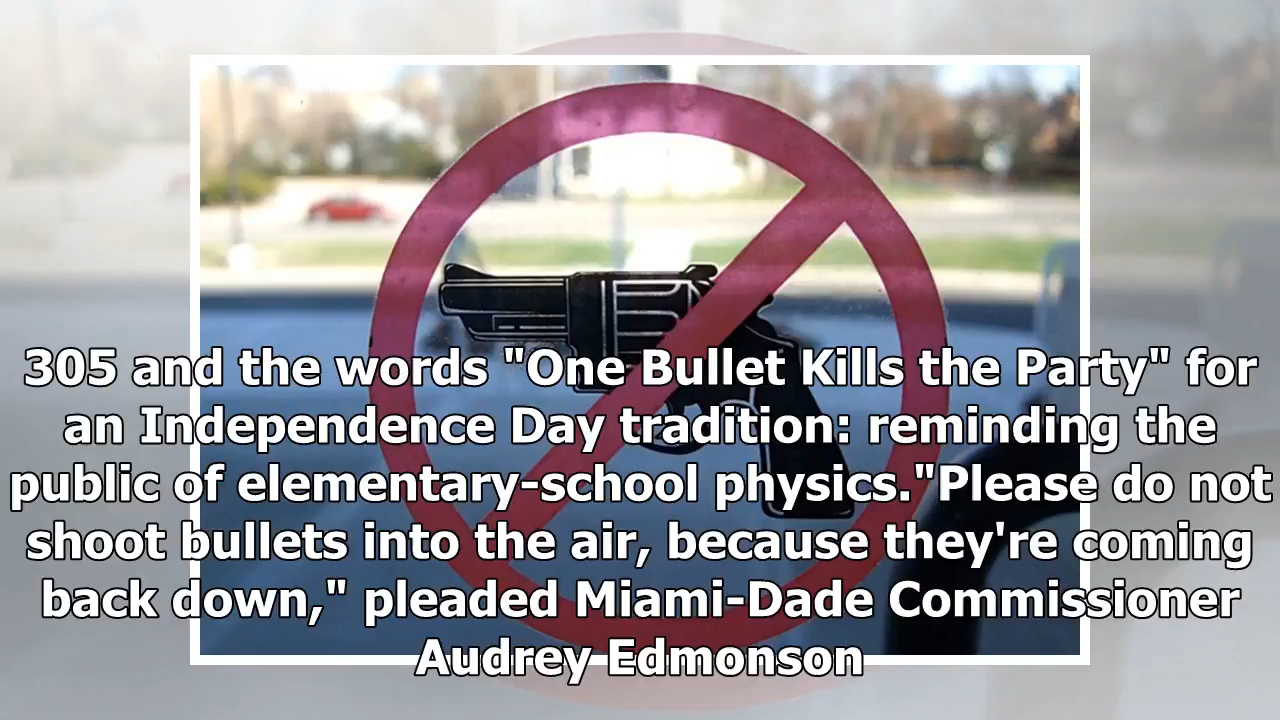 305 and the words "One Bullet Kills the Party" for
an Independence Day tradition: reminding the
public of elementary-school physics."Please do not
shoot bullets into the air, because they're coming
back down," pleaded Miami-Dade Commissioner
Audrey Edmonson